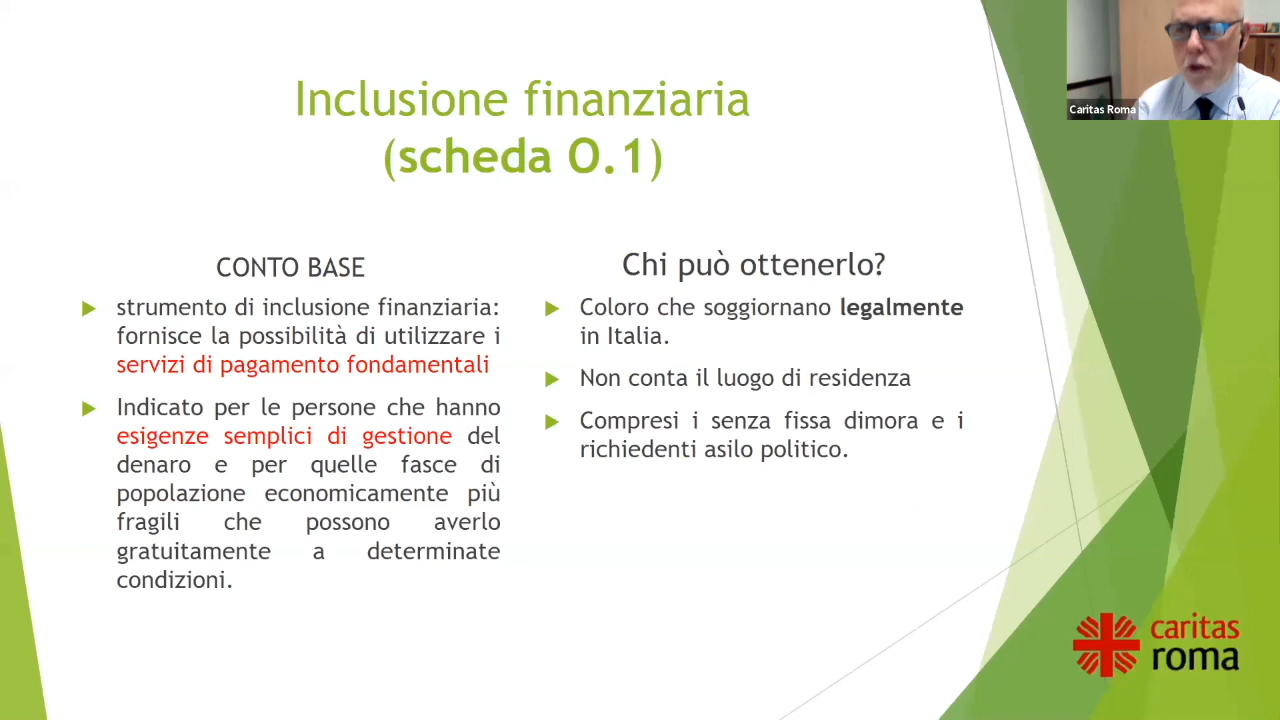 Inclusione finanziaria
(scheda O.1)
CONTO BASE
strumento di inclusione finanziaria:
fornisce la possibilità di utilizzare i
servizi di pagamento fondamentali
Indicato per le persone che hanno
esigenze semplici di gestione del
denaro e per quelle fasce di
popolazione economicamente più
fragili che possono averlo
gratuitamente a determinate
condizioni.
Chi può ottenerlo?
Coloro che soggiornano legalmente
in Italia.
Non conta il luogo di residenza
Compresi i senza fissa dimora e i
richiedenti asilo politico.
Caritas Roma
caritas
roma